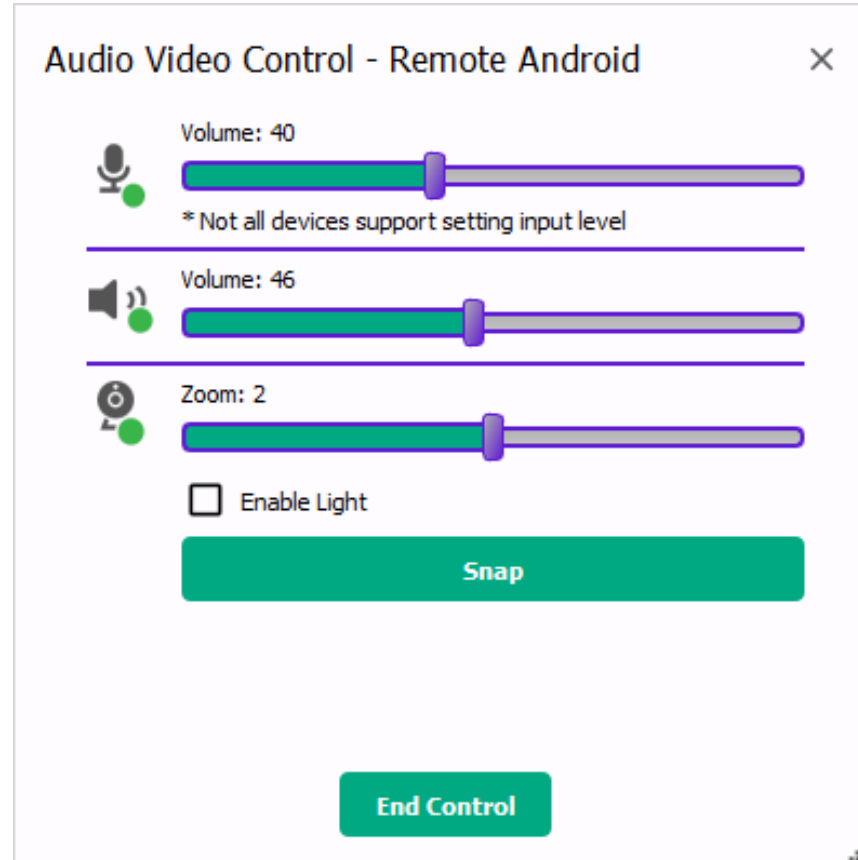 Audio Video Control - Remote Android
Volume: 40
* Not all devices support setting input level
Volume: 46
Zoom: 2
Enable Light
Snap
End Control